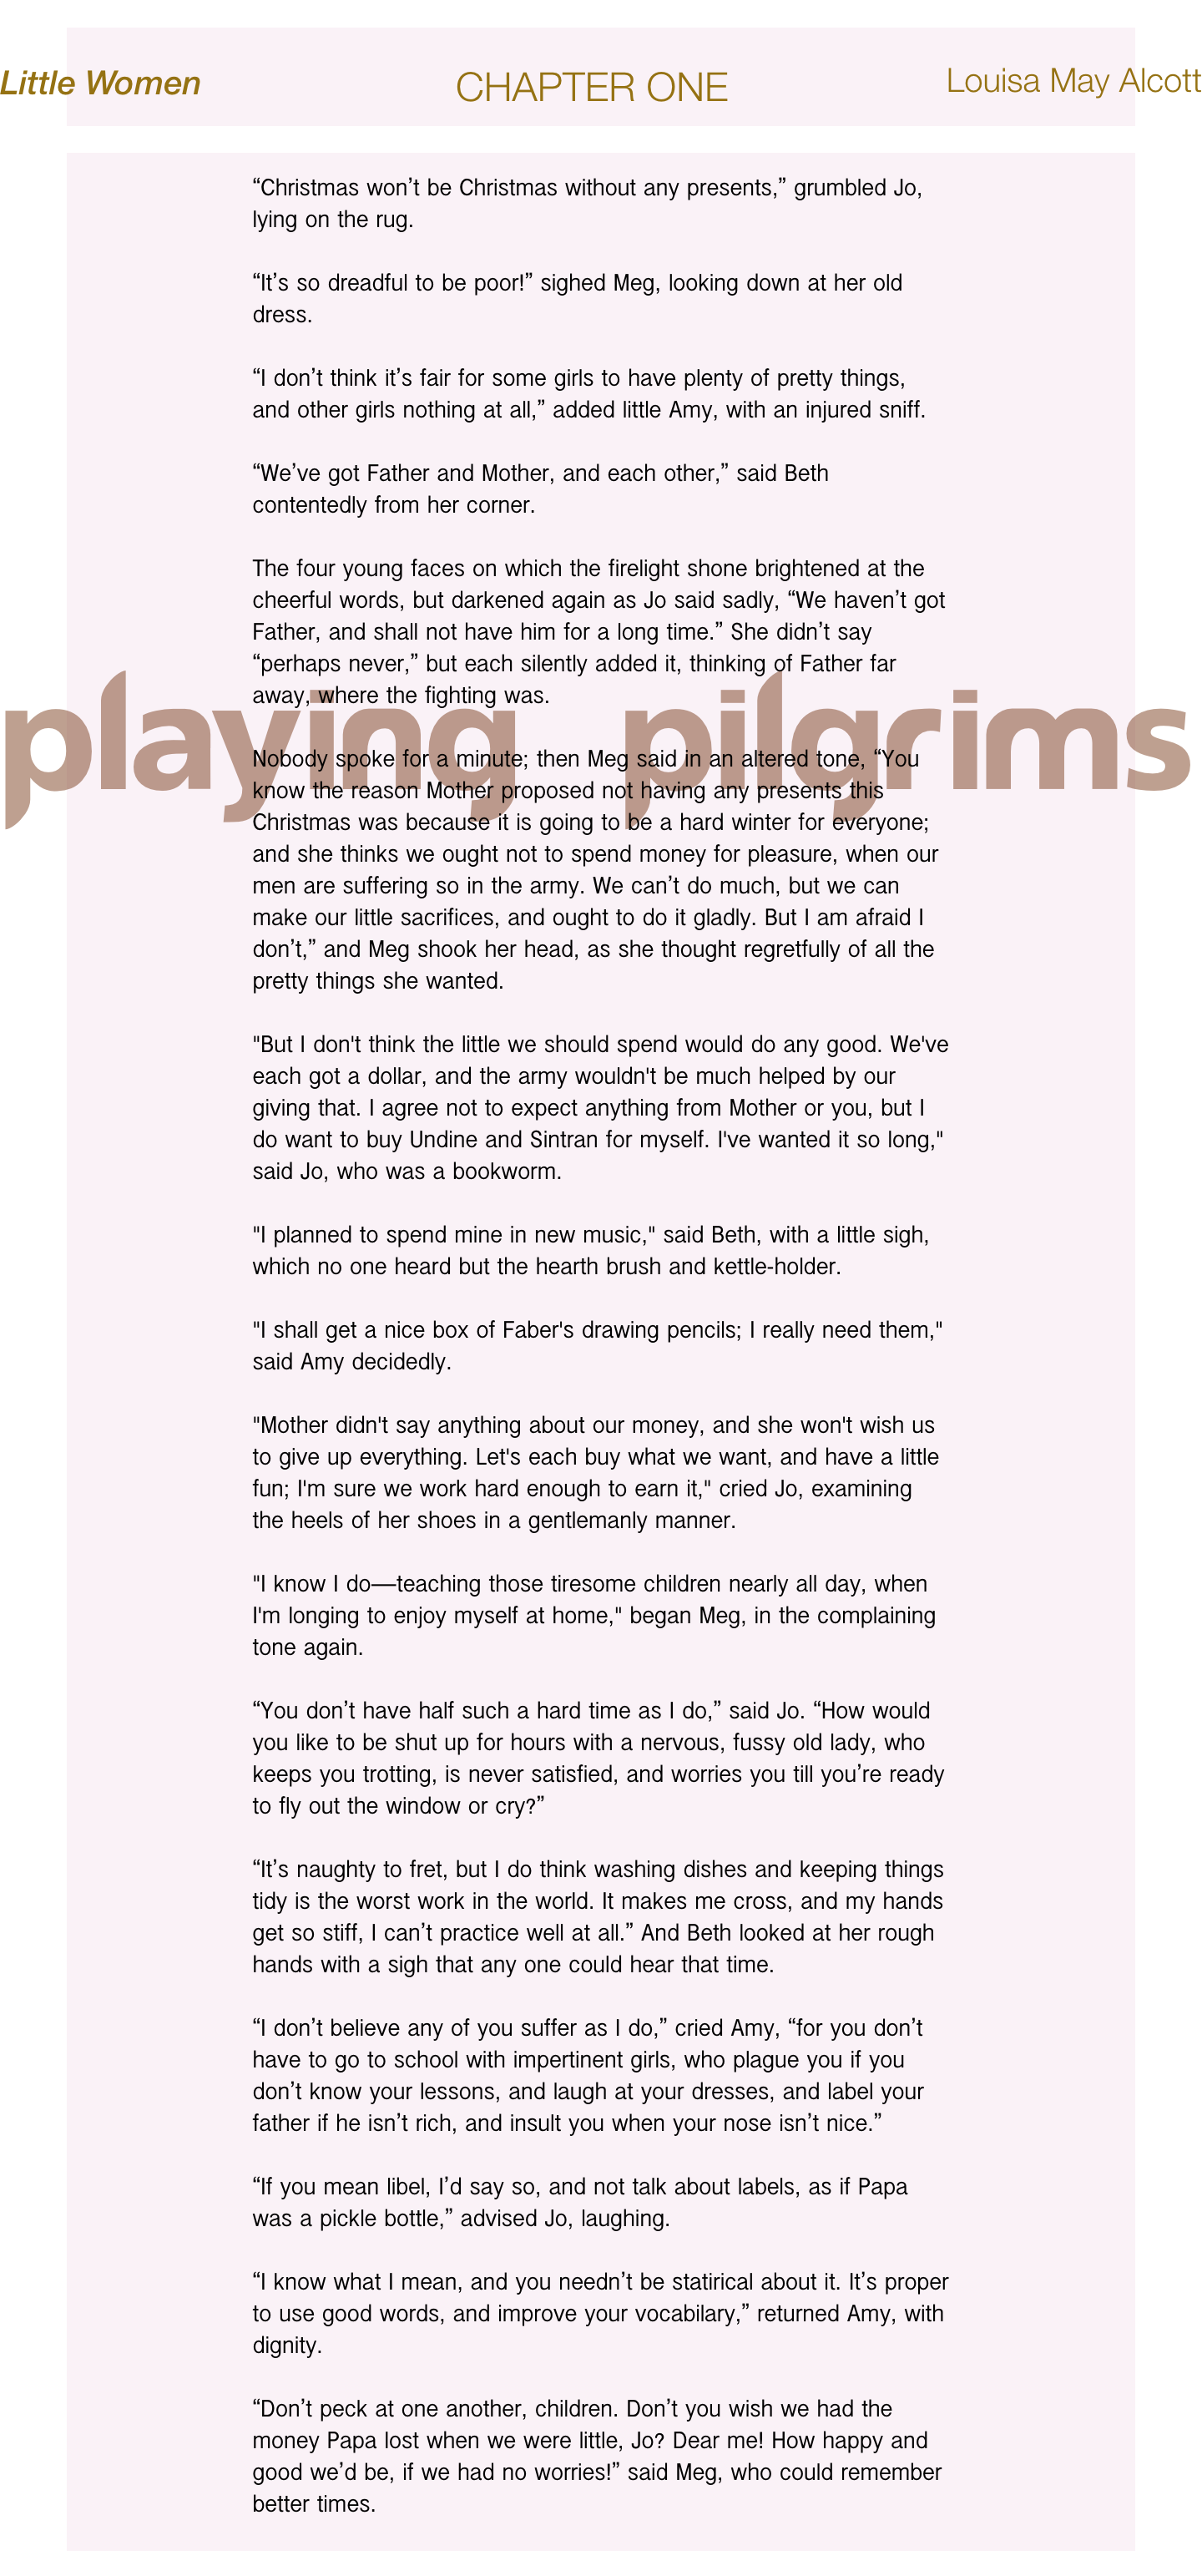 Little Women
CHAPTER ONE
Louisa May Alcott
“Christmas won’t be Christmas without any presents,” grumbled Jo,
lying on the rug.
“It’s so dreadful to be poor!” sighed Meg, looking down at her old
dress.
“I don’t think it’s fair for some girls to have plenty of pretty things,
and other girls nothing at all,” added little Amy, with an injured sniff.
“We’ve got Father and Mother, and each other,” said Beth
contentedly from her corner.
The four young faces on which the firelight shone brightened at the
cheerful words, but darkened again as Jo said sadly, “We haven’t got
Father, and shall not have him for a long time.” She didn’t say
“perhaps never,” but each silently added it, thinking of Father far
away, where the fighting was.
playing pilgrims
Nobody spoke for a minute; then Meg said in an altered tone, “You
know the reason Mother proposed not having any presents this
Christmas was because it is going to be a hard winter for everyone;
and she thinks we ought not to spend money for pleasure, when our
men are suffering so in the army. We can’t do much, but we can
make our little sacrifices, and ought to do it gladly. But I am afraid I
don’t,” and Meg shook her head, as she thought regretfully of all the
pretty things she wanted.
"But I don't think the little we should spend would do any good. We've
each got a dollar, and the army wouldn't be much helped by our
giving that. I agree not to expect anything from Mother or you, but I
do want to buy Undine and Sintran for myself. I've wanted it so long,"
said Jo, who was a bookworm.
"I planned to spend mine in new music," said Beth, with a little sigh,
which no one heard but the hearth brush and kettle-holder.
"I shall get a nice box of Faber's drawing pencils; I really need them,"
said Amy decidedly.
"Mother didn't say anything about our money, and she won't wish us
to give up everything. Let's each buy what we want, and have a little
fun; I'm sure we work hard enough to earn it," cried Jo, examining
the heels of her shoes in a gentlemanly manner.
"I know I do—teaching those tiresome children nearly all day, when
I'm longing to enjoy myself at home," began Meg, in the complaining
tone again.
“You don’t have half such a hard time as I do,” said Jo. “How would
you like to be shut up for hours with a nervous, fussy old lady, who
keeps you trotting, is never satisfied, and worries you till you’re ready
to fly out the window or cry?”
“It’s naughty to fret, but I do think washing dishes and keeping things
tidy is the worst work in the world. It makes me cross, and my hands
get so stiff, I can’t practice well at all.” And Beth looked at her rough
hands with a sigh that any one could hear that time.
“I don’t believe any of you suffer as I do,” cried Amy, “for you don’t
have to go to school with impertinent girls, who plague you if you
don’t know your lessons, and laugh at your dresses, and label your
father if he isn’t rich, and insult you when your nose isn’t nice.”
“If you mean libel, I’d say so, and not talk about labels, as if Papa
was a pickle bottle,” advised Jo, laughing.
“I know what I mean, and you needn’t be statirical about it. It’s proper
to use good words, and improve your vocabilary,” returned Amy, with
dignity.
“Don’t peck at one another, children. Don’t you wish we had the
money Papa lost when we were little, Jo? Dear me! How happy and
good we’d be, if we had no worries!” said Meg, who could remember
better times.